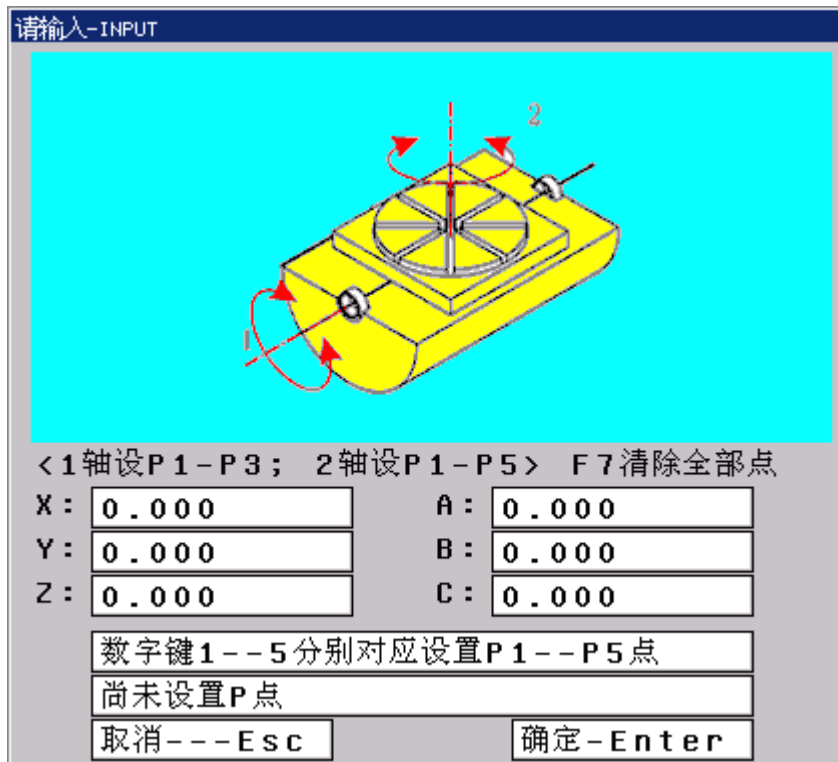 请输入-INPUT
2
1
<1轴设P1-P3; 2轴设P1-P5> F7清除全部点
X: 0.000 A: 0.000
Y: 0.000 B: 0.000
Z: 0.000 C: 0.000
数字键1--5分别对应设置P1--P5点
尚未设置P点
取消---Esc 确定-Enter